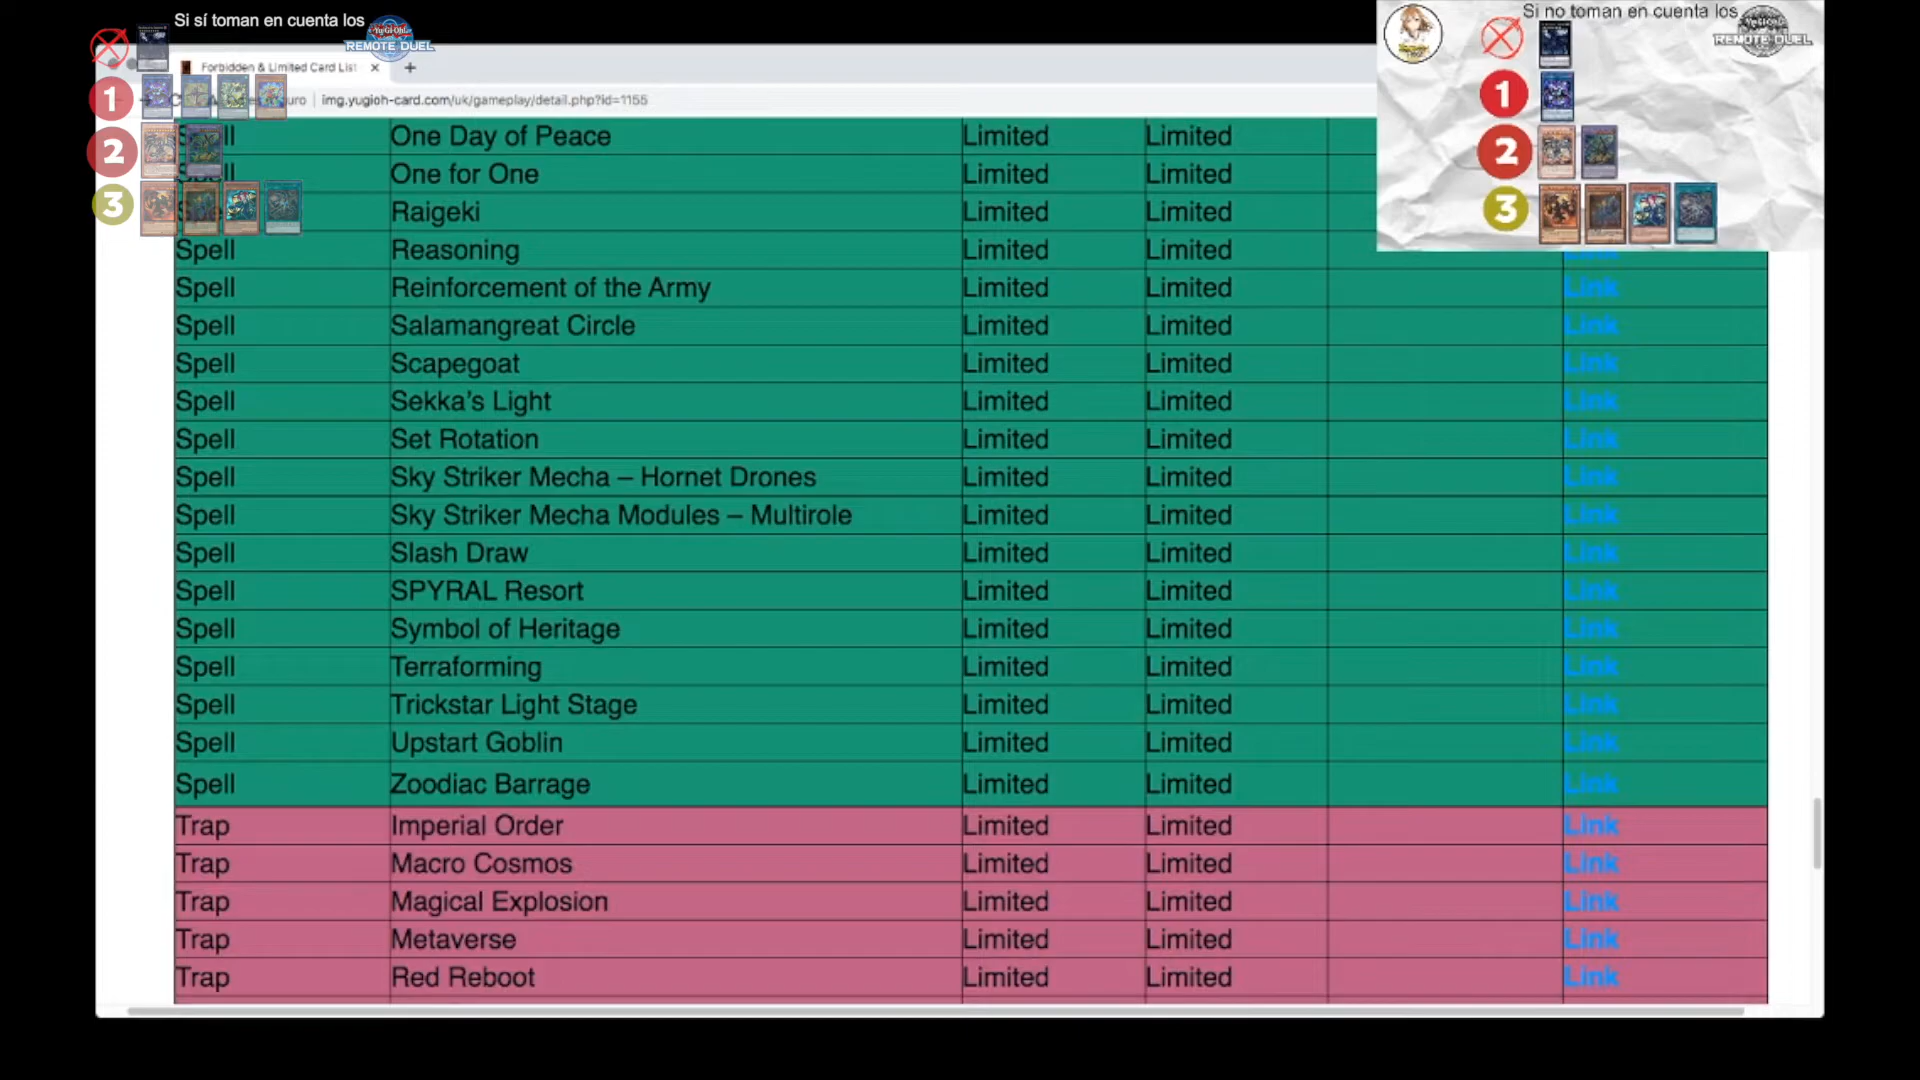 Si sí toman en cuenta los
Yu-Gi-Oh!
REMOTE DUEL
Si no toman en cuenta los
Yu-Gi-Oh!
REMOTE DUEL
Forbidden & Limited Card List
img.yugioh-card.com/uk/gameplay/detail.php?id=1155
1
2
3
1
2
3
One Day of Peace Limited Limited
One for One Limited Limited
Raigeki Limited Limited
Spell Reasoning Limited Limited Link
Spell Reinforcement of the Army Limited Limited Link
Spell Salamangreat Circle Limited Limited Link
Spell Scapegoat Limited Limited Link
Spell Sekka’s Light Limited Limited Link
Spell Set Rotation Limited Limited Link
Spell Sky Striker Mecha – Hornet Drones Limited Limited Link
Spell Sky Striker Mecha Modules – Multirole Limited Limited Link
Spell Slash Draw Limited Limited Link
Spell SPYRAL Resort Limited Limited Link
Spell Symbol of Heritage Limited Limited Link
Spell Terraforming Limited Limited Link
Spell Trickstar Light Stage Limited Limited Link
Spell Upstart Goblin Limited Limited Link
Spell Zoodiac Barrage Limited Limited Link
Trap Imperial Order Limited Limited Link
Trap Macro Cosmos Limited Limited Link
Trap Magical Explosion Limited Limited Link
Trap Metaverse Limited Limited Link
Trap Red Reboot Limited Limited Link